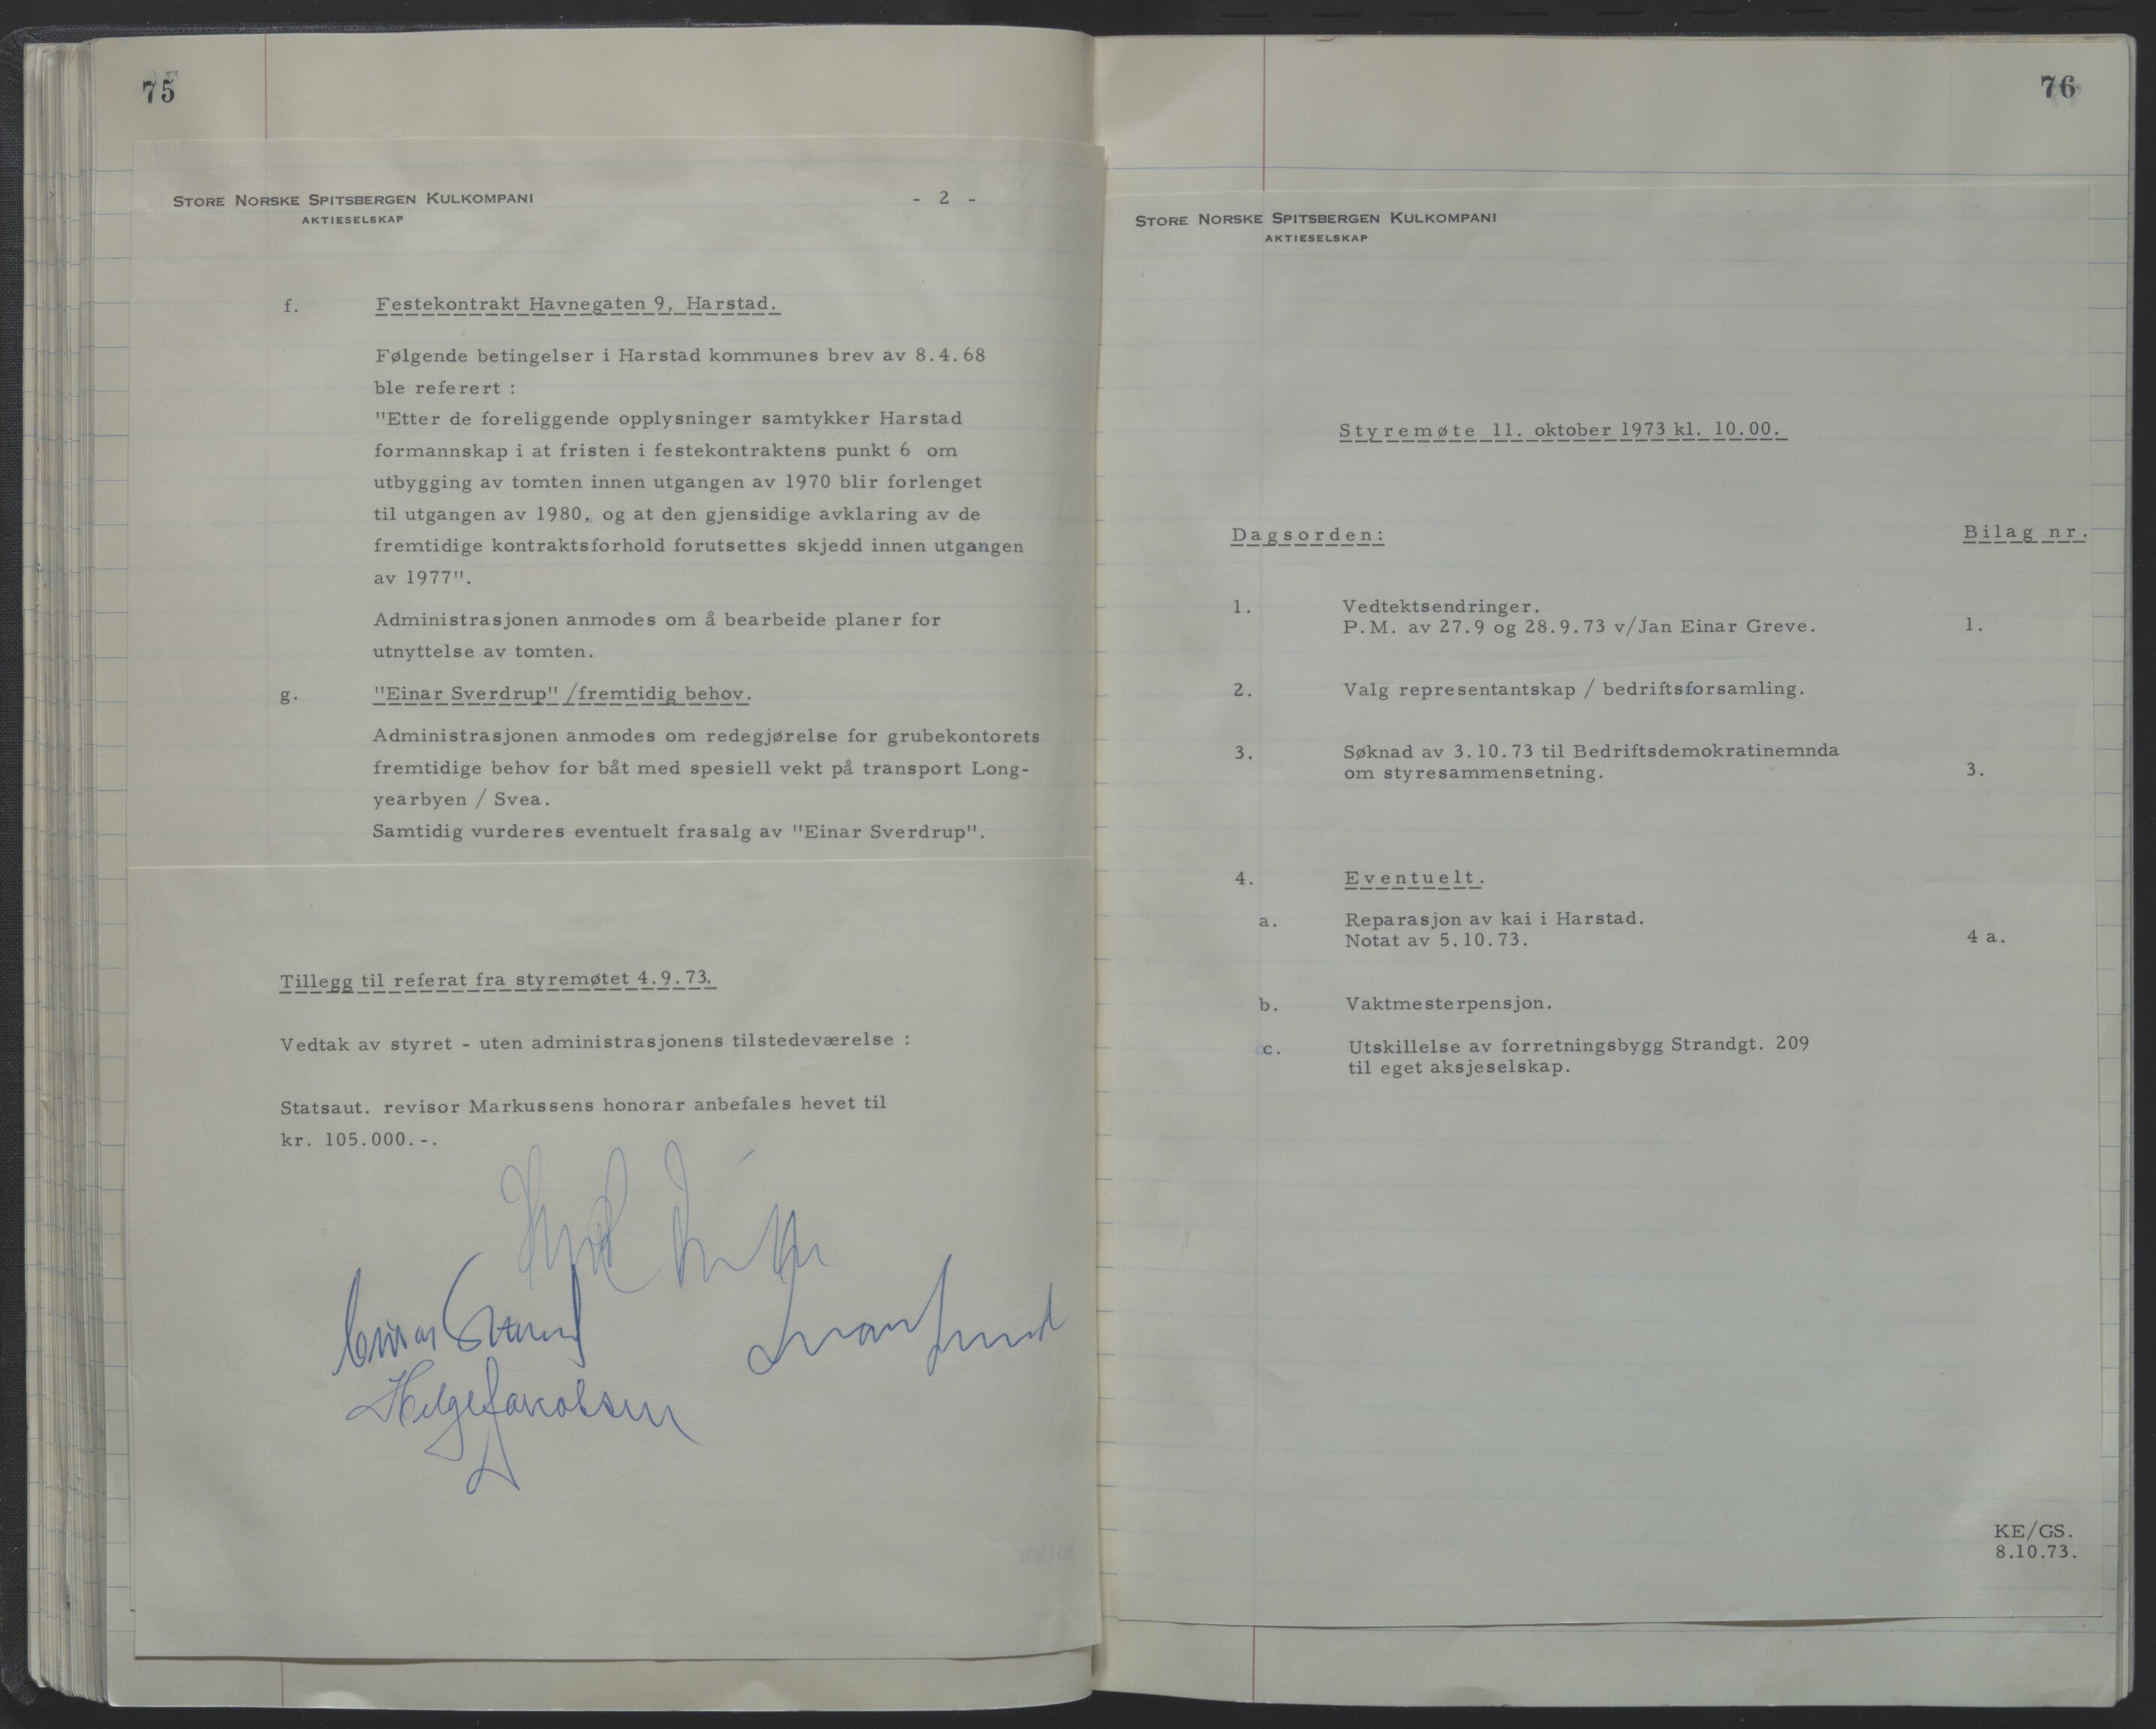 75
STORE NORSKE SPITSBERGEN KULKOMPANI
AKTIESELSKAP
- 2 -
f. Festekontrakt Havnegaten 9, Harstad.
Følgende betingelser i Harstad kommunes brev av 8.4.68
ble referert :
"Etter de foreliggende opplysninger samtykker Harstad
formannskap i at fristen i festekontraktens punkt 6 om
utbygging av tomten innen utgangen av 1970 blir forlenget
til utgangen av 1980, og at den gjensidige avklaring av de
fremtidige kontraktsforhold forutsettes skjedd innen utgangen
av 1977".
Administrasjonen anmodes om å bearbeide planer for
utnyttelse av tomten.
g. "Einar Sverdrup" /fremtidig behov.
Administrasjonen anmodes om redegjørelse for grubekontorets
fremtidige behov for båt med spesiell vekt på transport Long-
yearbyen / Svea.
Samtidig vurderes eventuelt frasalg av "Einar Sverdrup".
Tillegg til referat fra styremøtet 4.9.73.
Vedtak av styret - uten administrasjonens tilstedeværelse :
Statsaut. revisor Markussens honorar anbefales hevet til
kr. 105.000.-.
Helge Jacobsen
KE/GS
76
STORE NORSKE SPITSBERGEN KULKOMPANI
AKTIESELSKAP
Styremøte 11. oktober 1973 kl. 10.00.
Dagsorden: Bilag nr.
1. Vedtektsendringer.
P.M. av 27.9 og 28.9.73 v/Jan Einar Greve. 1.
2. Valg representantskap / bedriftsforsamling.
3. Søknad av 3.10.73 til Bedriftsdemokratinemnda
om styresammensetning. 3.
4. Eventuelt.
a. Reparasjon av kai i Harstad.
Notat av 5.10.73. 4 a.
b. Vaktmesterpensjon.
c. Utskillelse av forretningsbygg Strandgt. 209
til eget aksjeselskap.
KE/GS.
8.10.73.